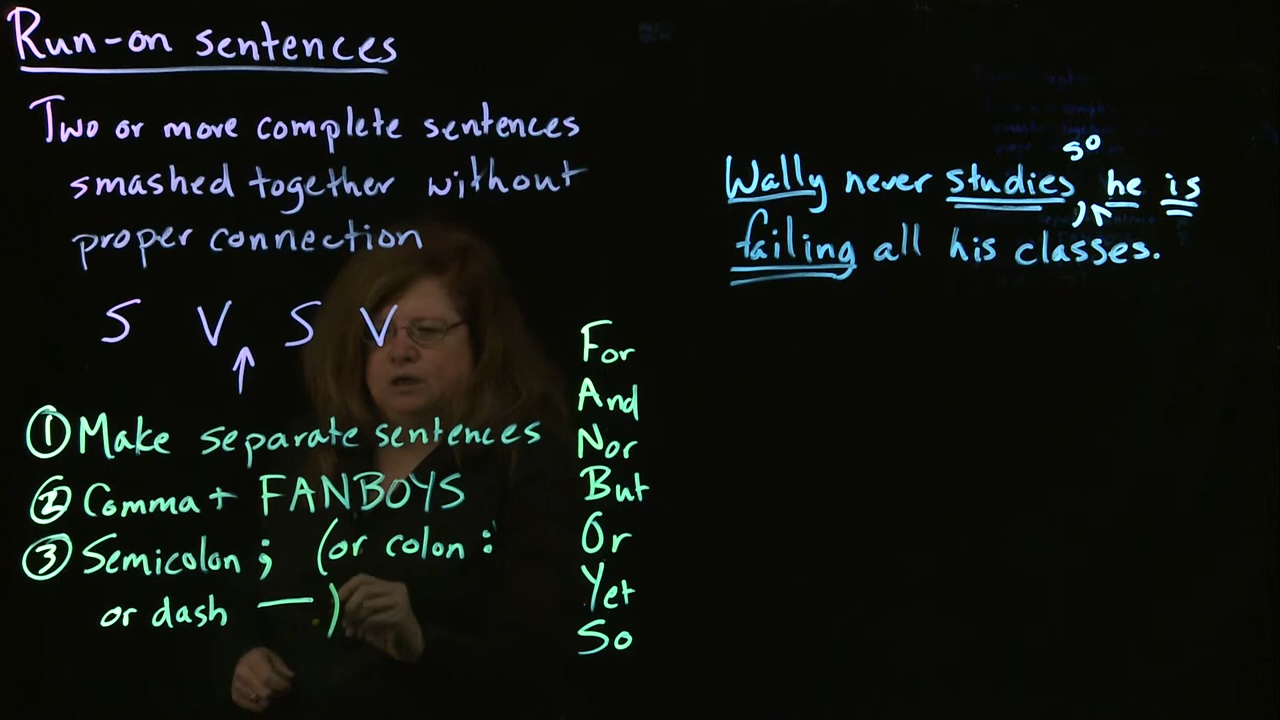 Run-on sentences
Two or more complete sentences
smashed together without
proper connection
S V S V
① Make separate sentences
② Comma + FANBOYS
③ Semicolon ; (or colon :
or dash — )
For
And
Nor
But
Or
Yet
So
so
Wally never studies, he is
failing all his classes.